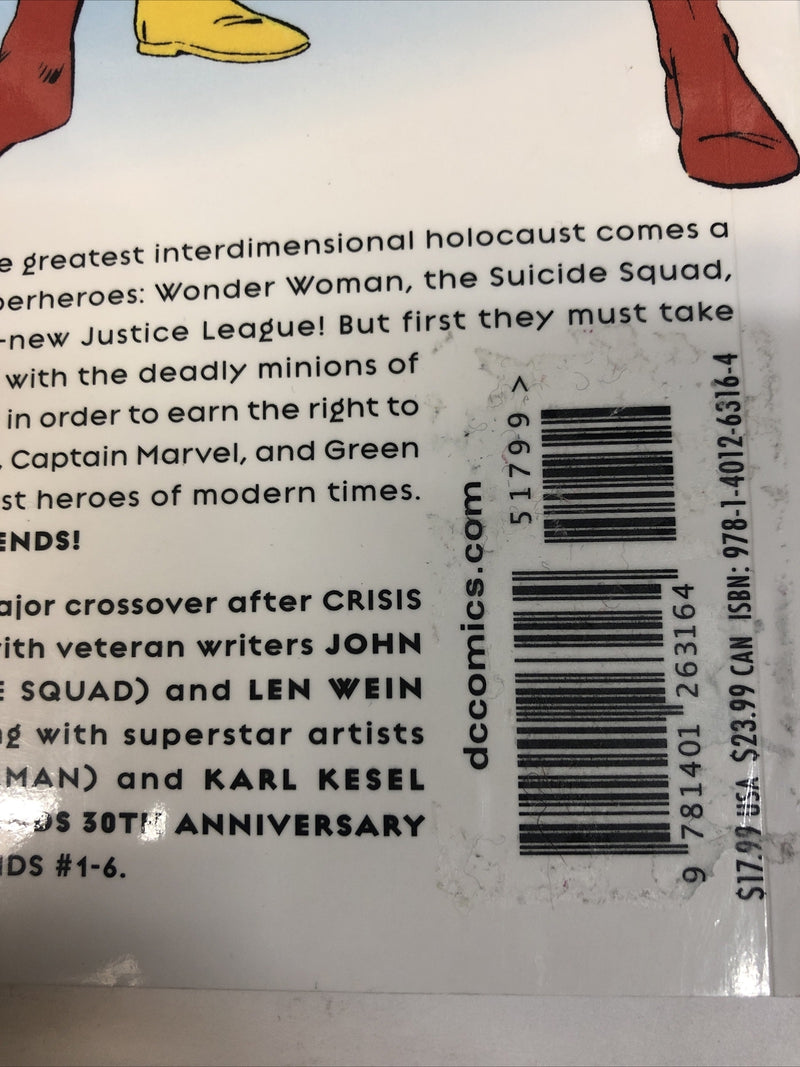 e greatest interdimensional holocaust comes a
perheroes: Wonder Woman, the Suicide Squad,
-new Justice League! But first they must take
with the deadly minions of
in order to earn the right to
, Captain Marvel, and Green
st heroes of modern times.
ENDS!
ajor crossover after CRISIS
ith veteran writers JOHN
E SQUAD) and LEN WEIN
ng with superstar artists
MAN) and KARL KESEL
DS 30TH ANNIVERSARY
NDS #1-6.
dccomics.com
51799 >
9 781401 263164
$17.99 USA $23.99 CAN ISBN: 978-1-4012-6316-4